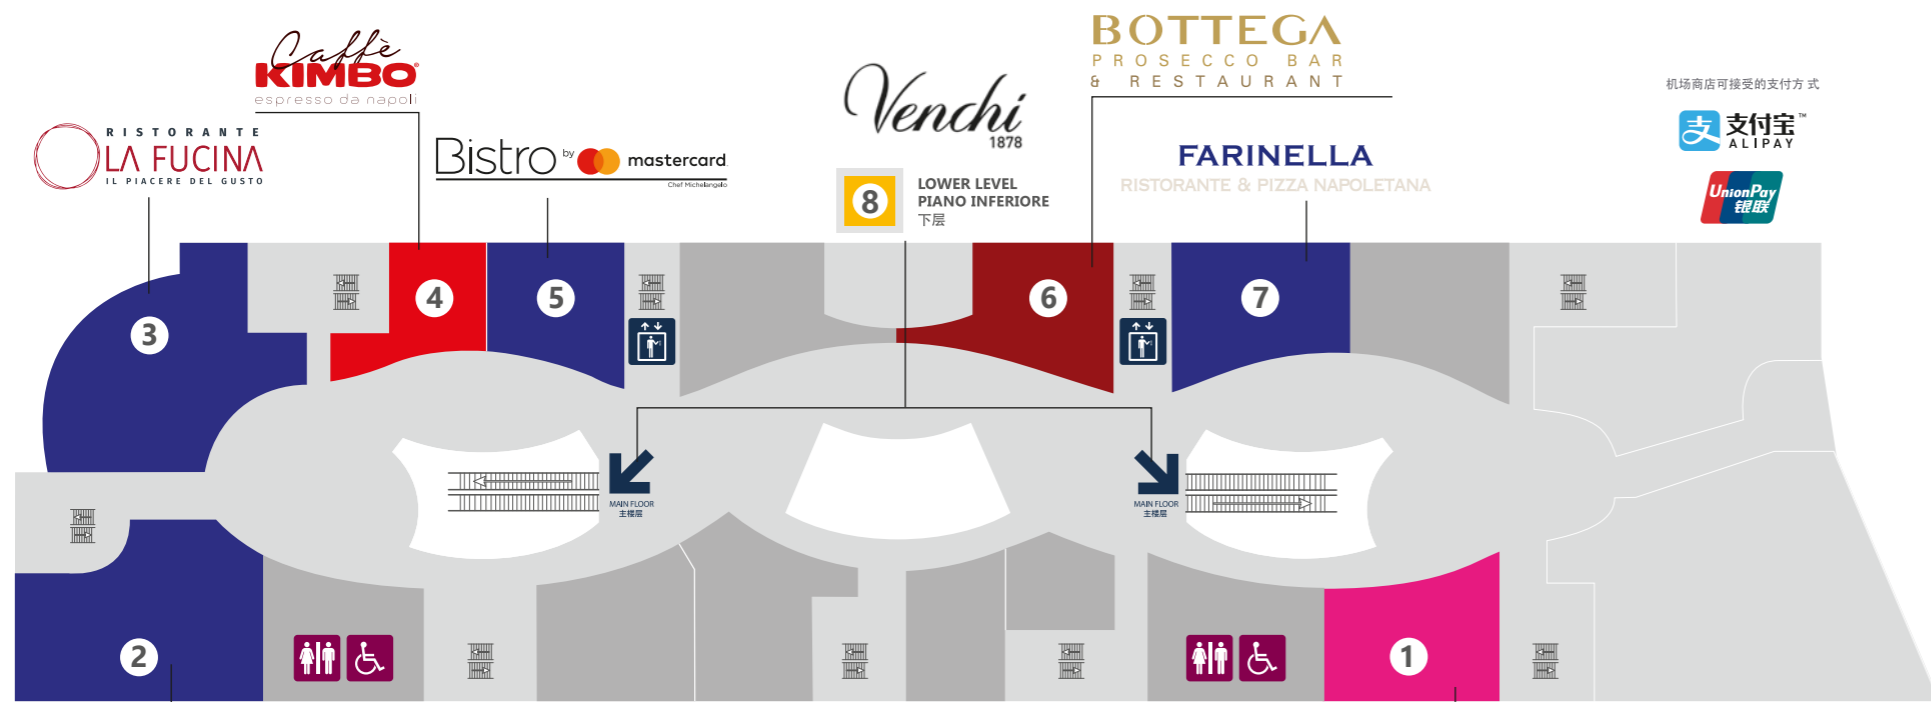 Caffè
KIMBO®
espresso da napoli
RISTORANTE
LA FUCINA
IL PIACERE DEL GUSTO
Bistro by mastercard
Chef Michelangelo
Venchi
1878
8
LOWER LEVEL
PIANO INFERIORE
下层
BOTTEGA
PROSECCO BAR
& RESTAURANT
FARINELLA
RISTORANTE & PIZZA NAPOLETANA
机场商店可接受的支付方式
支 支付宝™
ALIPAY
UnionPay
银联
3
4
5
6
7
MAIN FLOOR
主楼层
MAIN FLOOR
主楼层
2
1